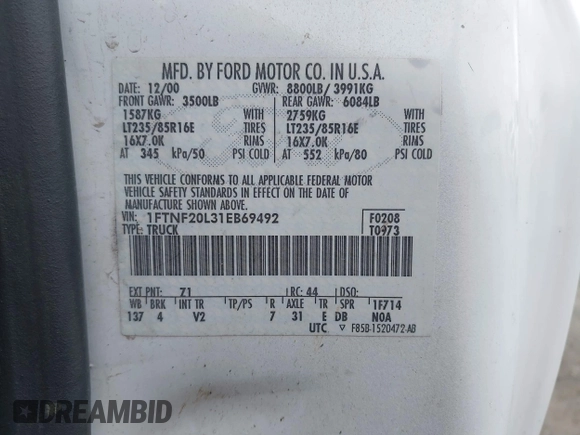 MFD. BY FORD MOTOR CO. IN U.S.A.
DATE: 12/00 GVWR: 8800LB/ 3991KG
FRONT GAWR: 3500LB REAR GAWR: 6084LB
1587KG WITH 2759KG WITH
LT235/85R16E TIRES LT235/85R16E TIRES
16X7.0K RIMS 16X7.0K RIMS
AT 345 kPa/50 PSI COLD AT 552 kPa/80 PSI COLD
THIS VEHICLE CONFORMS TO ALL APPLICABLE FEDERAL MOTOR
VEHICLE SAFETY STANDARDS IN EFFECT ON THE DATE OF
MANUFACTURE SHOWN ABOVE.
VIN: 1FTNF20L31EB69492 F0208
TYPE: TRUCK T0973
EXT PNT: Z1 RC: 44 DSO:
WB BRK INT TR TP/PS R AXLE TR SPR 1F714
137 4 V2 7 31 E DB N0A
UTC ▽ F85B-1520472-AB
DREAMBID